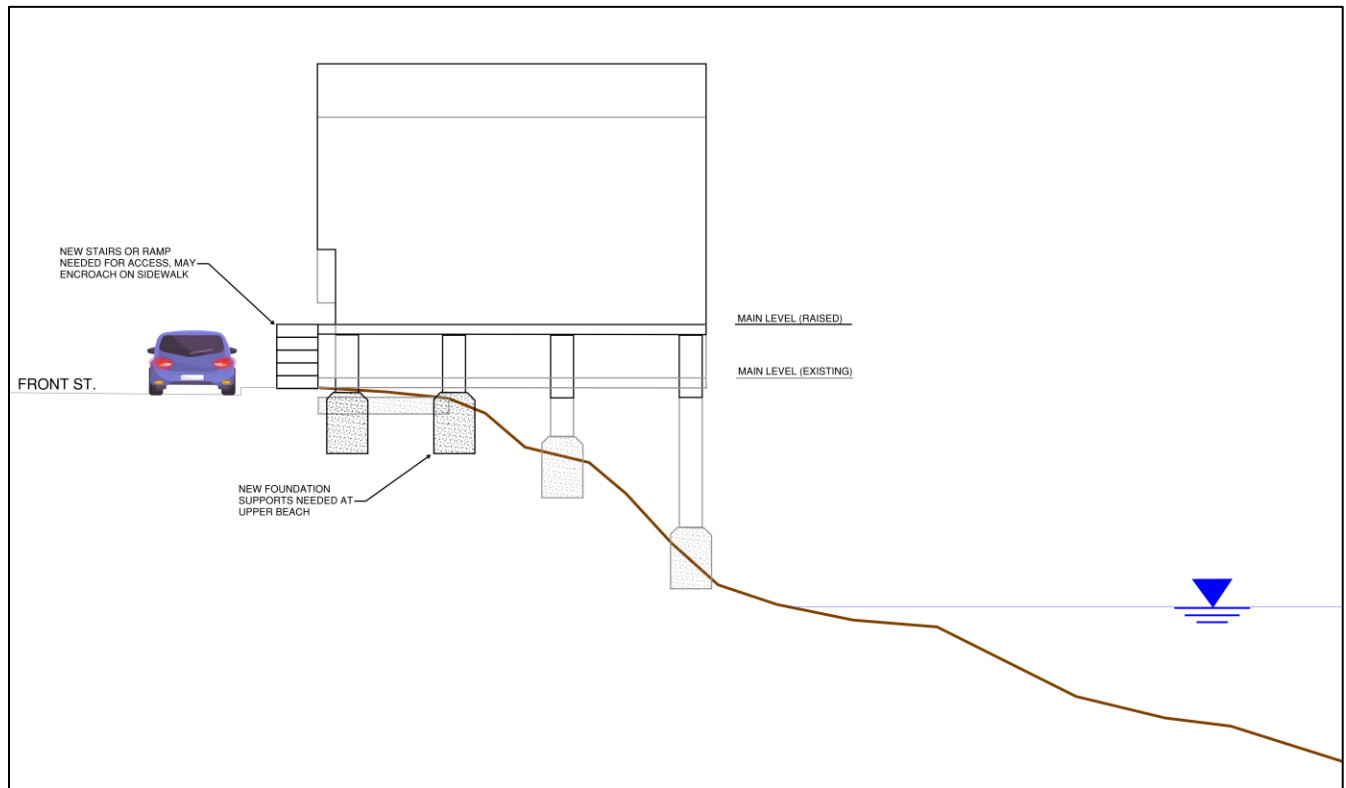 NEW STAIRS OR RAMP
NEEDED FOR ACCESS, MAY
ENCROACH ON SIDEWALK
MAIN LEVEL (RAISED)
MAIN LEVEL (EXISTING)
FRONT ST.
NEW FOUNDATION
SUPPORTS NEEDED AT
UPPER BEACH